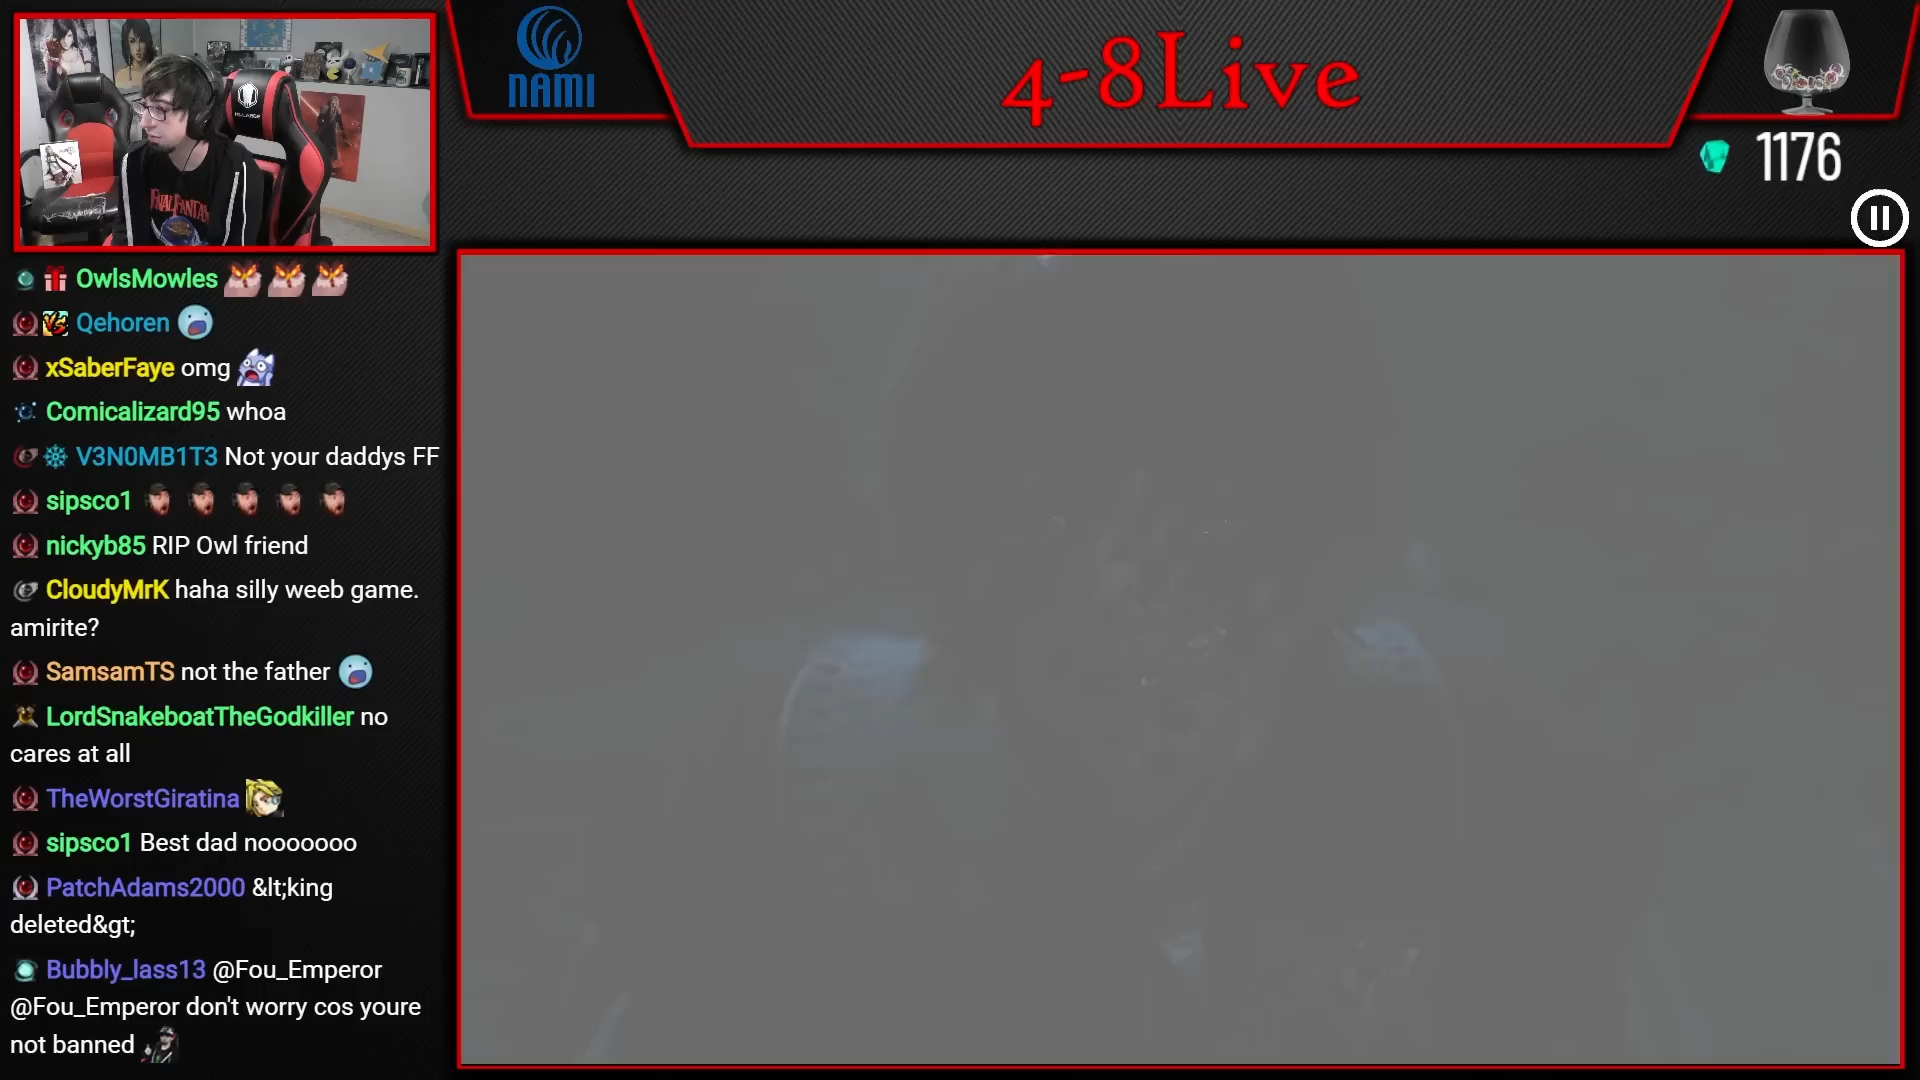 NAMI
4-8Live
1176
FINAL FANTASY
OwlsMowles
Qehoren
xSaberFaye omg
Comicalizard95 whoa
V3N0MB1T3 Not your daddys FF
sipsco1
nickyb85 RIP Owl friend
CloudyMrK haha silly weeb game.
amirite?
SamsamTS not the father
LordSnakeboatTheGodkiller no
cares at all
TheWorstGiratina
sipsco1 Best dad nooooooo
PatchAdams2000 &lt;king
deleted&gt;
Bubbly_lass13 @Fou_Emperor
@Fou_Emperor don't worry cos youre
not banned